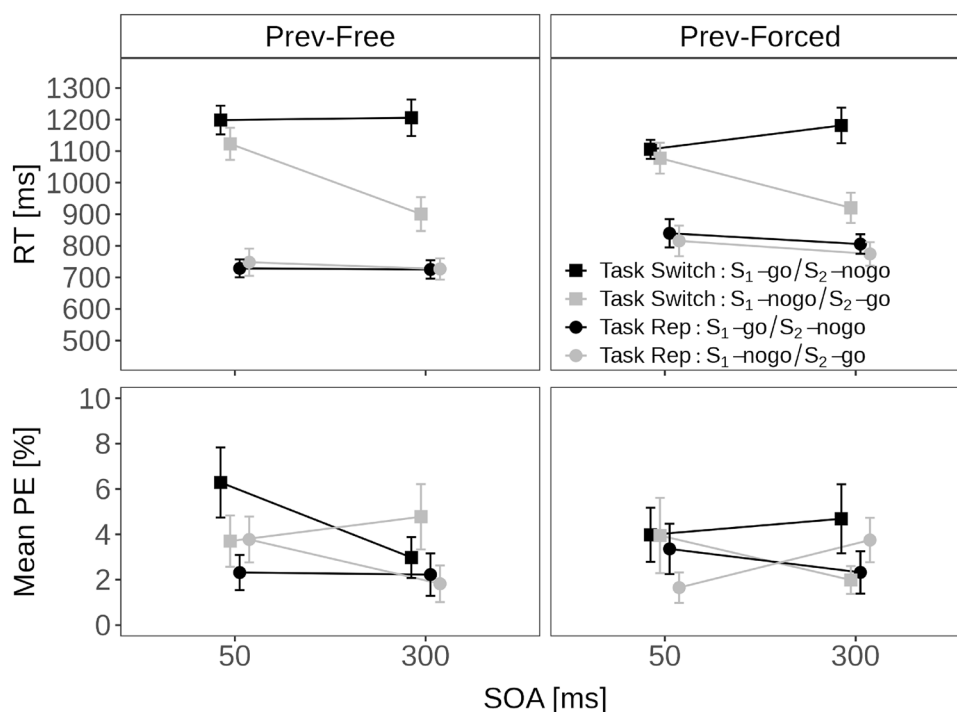 Prev-Free
Prev-Forced
RT [ms]
1300
1200
1100
1000
900
800
700
600
500
Task Switch : S₁–go/S₂–nogo
Task Switch : S₁–nogo/S₂–go
Task Rep : S₁–go/S₂–nogo
Task Rep : S₁–nogo/S₂–go
Mean PE [%]
10
8
6
4
2
0
50
300
50
300
SOA [ms]